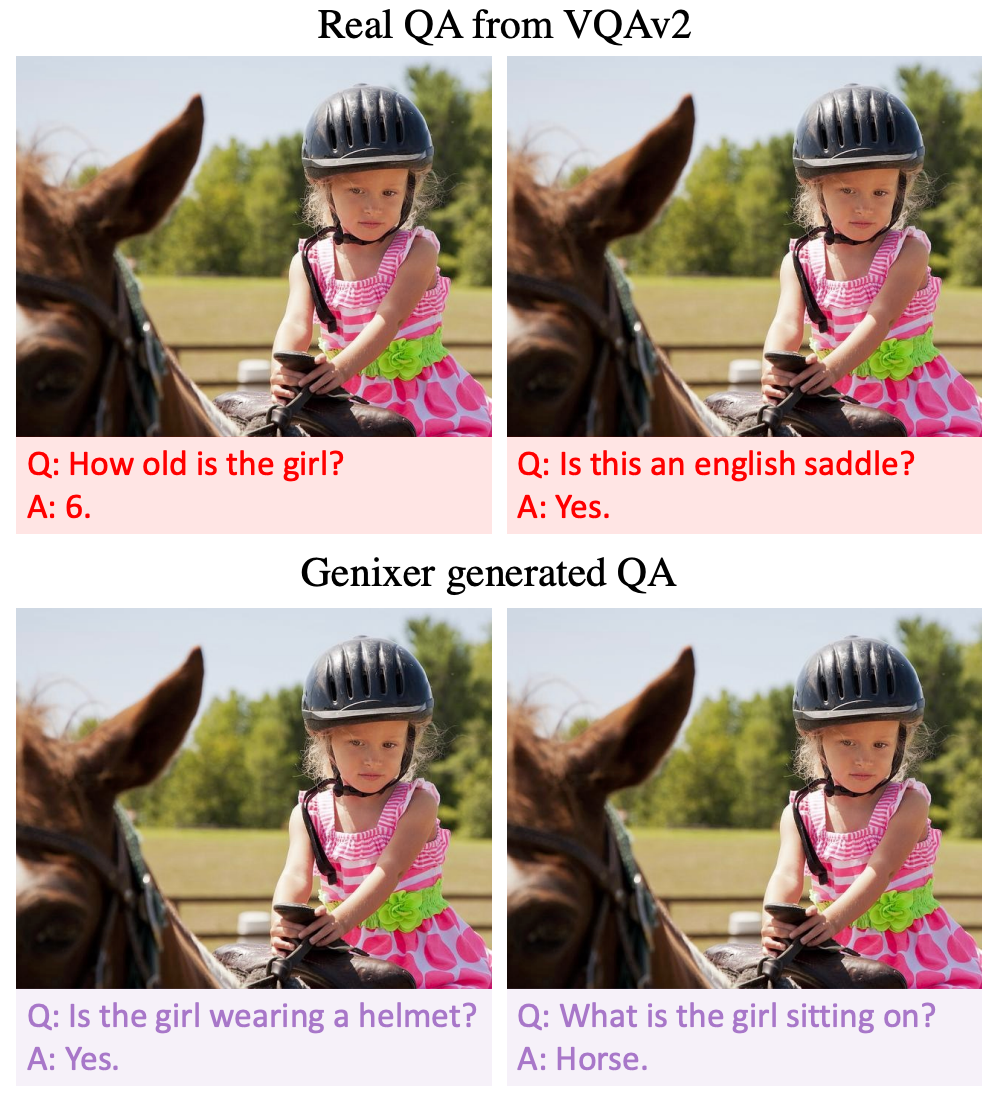 Real QA from VQAv2
Q: How old is the girl?
A: 6.
Q: Is this an english saddle?
A: Yes.
Genixer generated QA
Q: Is the girl wearing a helmet?
A: Yes.
Q: What is the girl sitting on?
A: Horse.